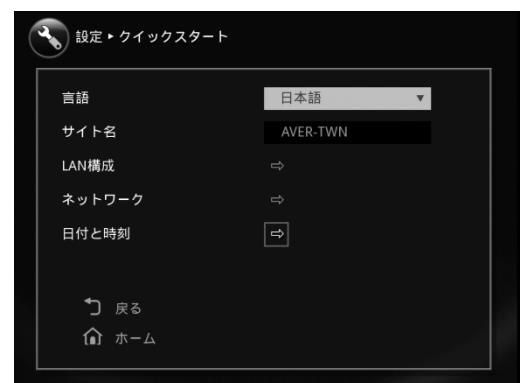 設定 ▸ クイックスタート
言語 日本語 ▼
サイト名 AVER-TWN
LAN構成 ⇨
ネットワーク ⇨
日付と時刻 ⇨
戻る
ホーム